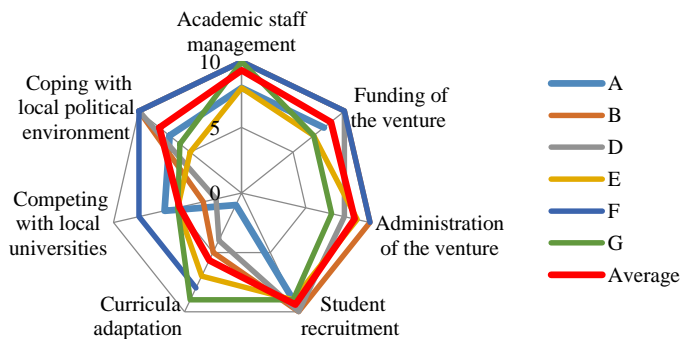 Academic staff
management
10
Coping with
local political
environment
Funding of
the venture
5
0
Competing
with local
universities
Administration
of the venture
Curricula
adaptation
Student
recruitment
A
B
D
E
F
G
Average